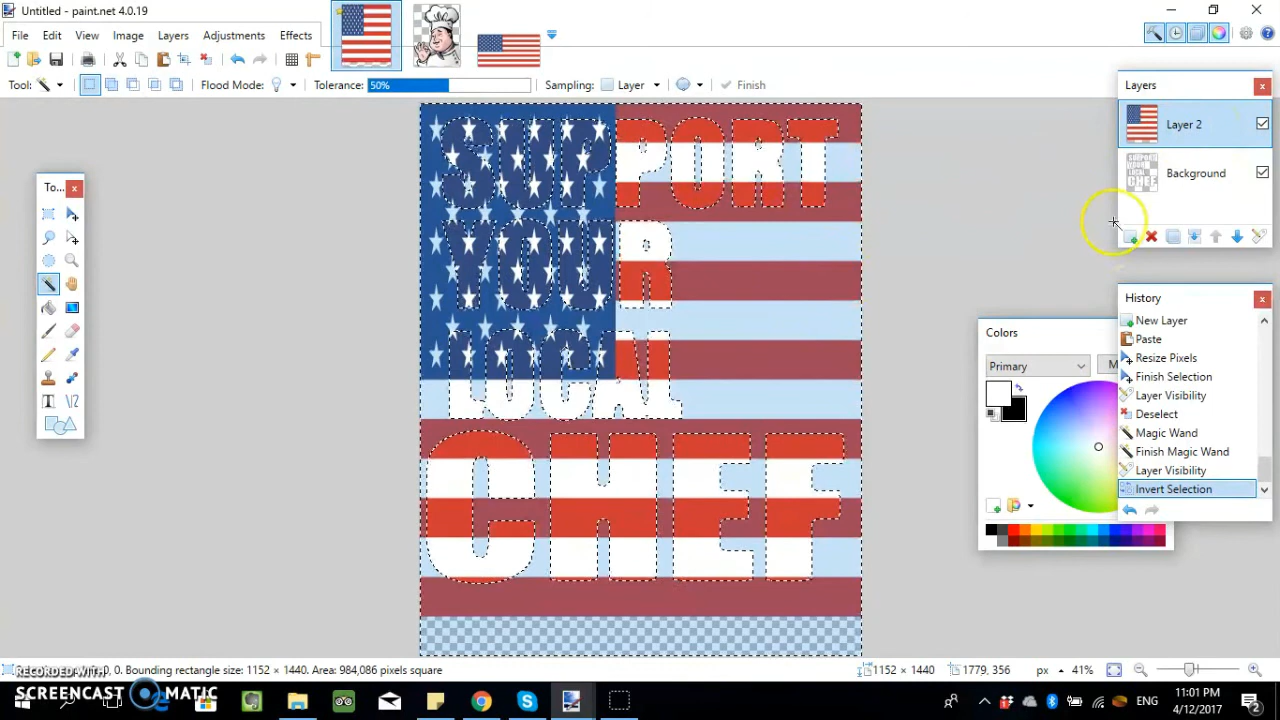 Untitled - paint.net 4.0.19
File Edit View Image Layers Adjustments Effects
Tool: Flood Mode: Tolerance: 50% Sampling: Layer Finish
To...
SUPPORT
YOUR
LOCAL
CHEF
Layers
Layer 2
Background
History
New Layer
Paste
Resize Pixels
Finish Selection
Layer Visibility
Deselect
Magic Wand
Finish Magic Wand
Layer Visibility
Invert Selection
Colors
Primary
M
0, 0. Bounding rectangle size: 1152 × 1440. Area: 984,086 pixels square
1152 × 1440
1779, 356
px
41%
RECORDED WITH
SCREENCAST MATIC
ENG
11:01 PM
4/12/2017
2